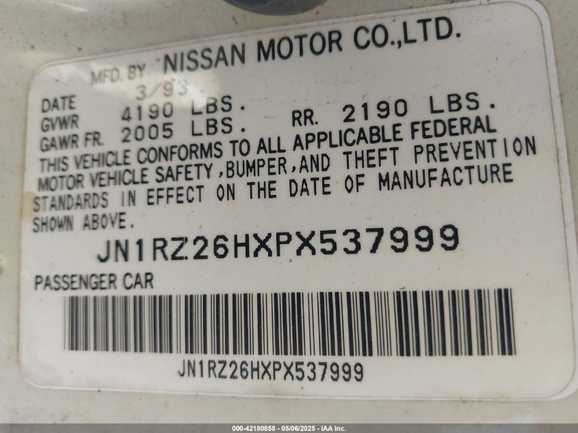 MFD. BY NISSAN MOTOR CO.,LTD.
DATE 3/93
GVWR 4190 LBS.
GAWR FR. 2005 LBS. RR. 2190 LBS.
THIS VEHICLE CONFORMS TO ALL APPLICABLE FEDERAL
MOTOR VEHICLE SAFETY,BUMPER,AND THEFT PREVENTION
STANDARDS IN EFFECT ON THE DATE OF MANUFACTURE
SHOWN ABOVE.
JN1RZ26HXPX537999
PASSENGER CAR
JN1RZ26HXPX537999
000-42180858 - 05/06/2025 - IAA Inc.